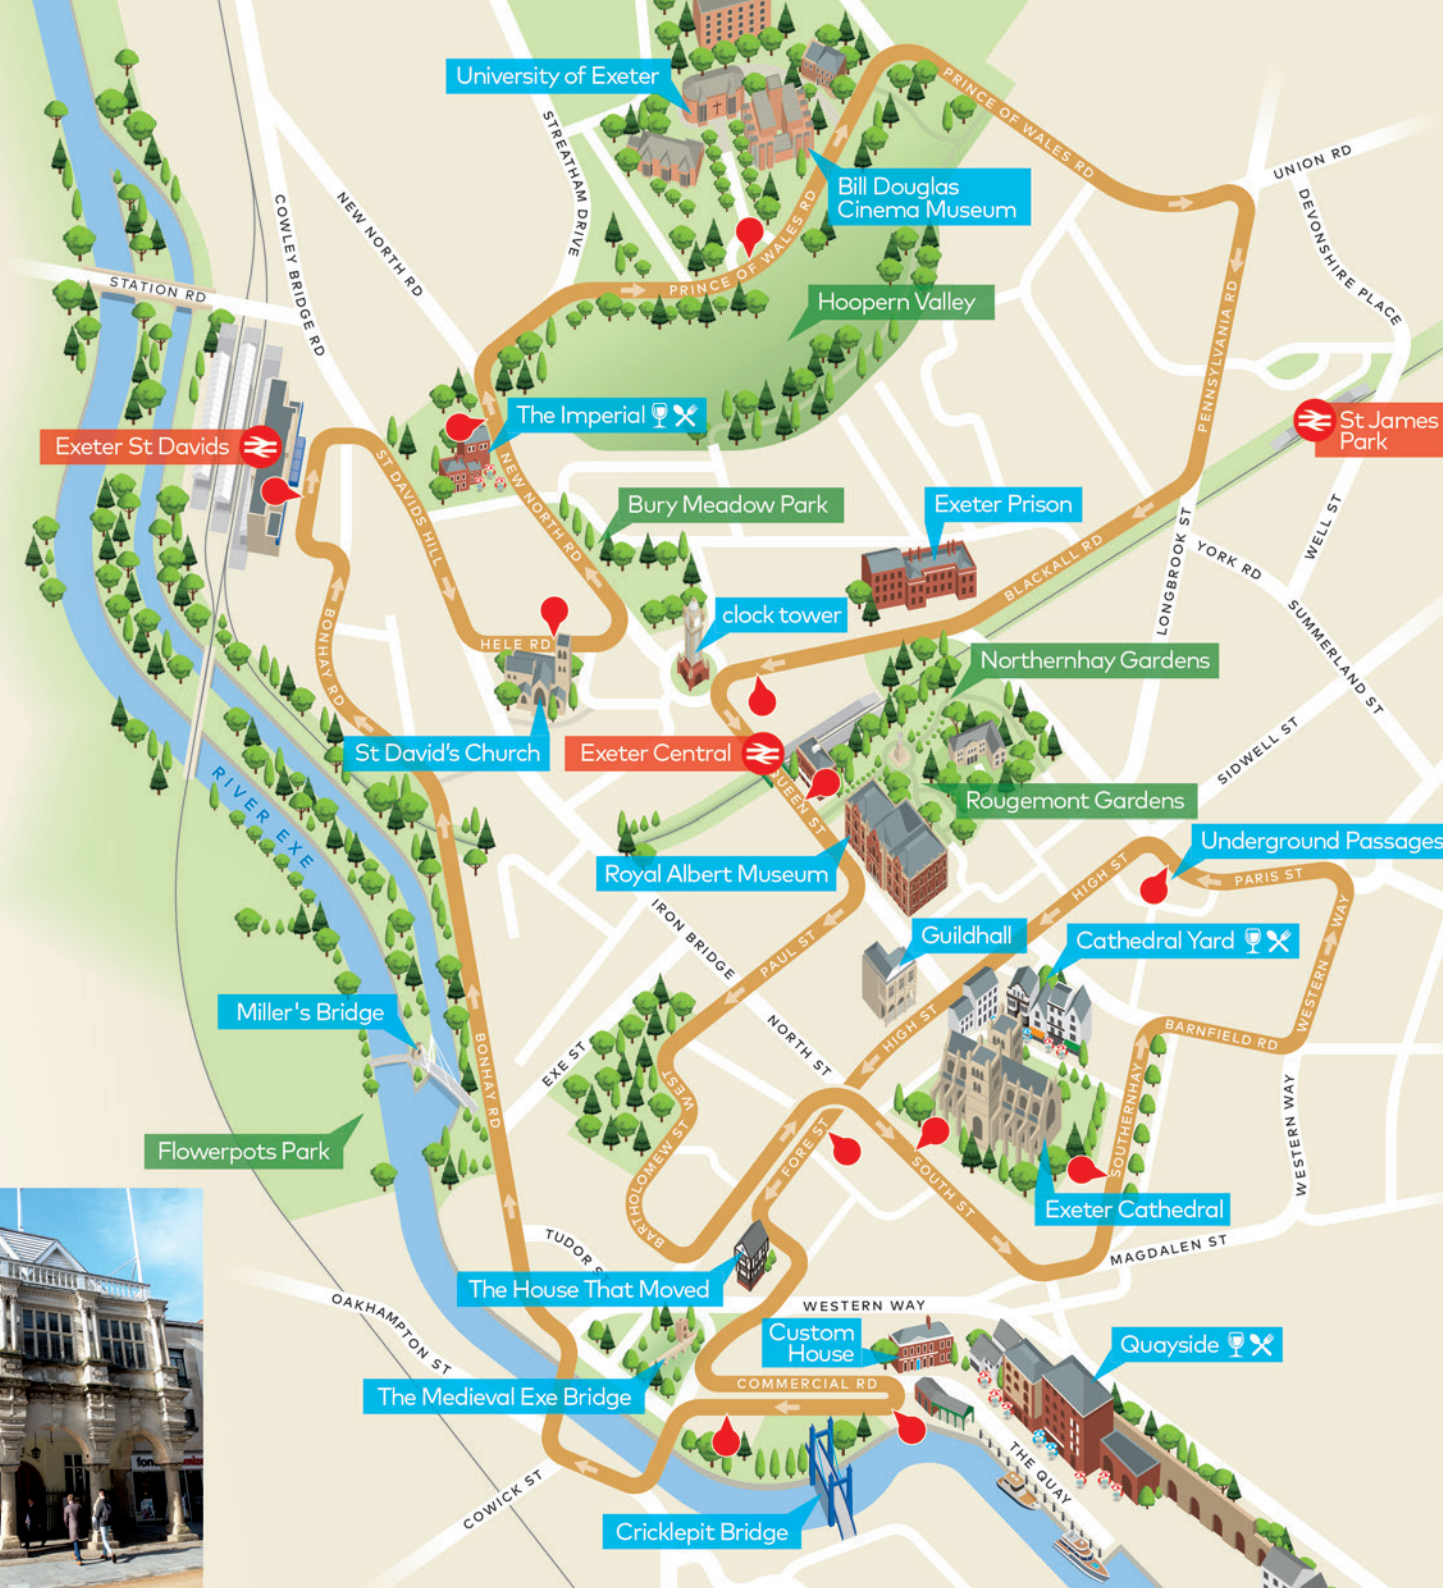 University of Exeter
PRINCE OF WALES RD
UNION RD
STREATHAM DRIVE
Bill Douglas
Cinema Museum
DEVONSHIRE PLACE
COWLEY BRIDGE RD
NEW NORTH RD
PRINCE OF WALES RD
STATION RD
Hoopern Valley
PENNSYLVANIA RD
The Imperial
St James
Park
Exeter St Davids
ST DAVIDS HILL
NEW NORTH RD
Bury Meadow Park
Exeter Prison
WELL ST
LONGBROOK ST
YORK RD
BLACKALL RD
clock tower
HELE RD
BONHAY RD
SUMMERLAND ST
Northernhay Gardens
St David's Church
Exeter Central
SIDWELL ST
RIVER EXE
QUEEN ST
Rougemont Gardens
Underground Passages
Royal Albert Museum
HIGH ST
PARIS ST
IRON BRIDGE
PAUL ST
Guildhall
Cathedral Yard
WESTERN WAY
Miller's Bridge
NORTH ST
HIGH ST
BARNFIELD RD
EXE ST
BONHAY RD
BARTHOLOMEW ST WEST
SOUTHERNHAY
WESTERN WAY
Flowerpots Park
FORE ST
SOUTH ST
Exeter Cathedral
MAGDALEN ST
TUDOR ST
The House That Moved
OAKHAMPTON ST
WESTERN WAY
Custom
House
Quayside
COMMERCIAL RD
The Medieval Exe Bridge
THE QUAY
COWICK ST
Cricklepit Bridge